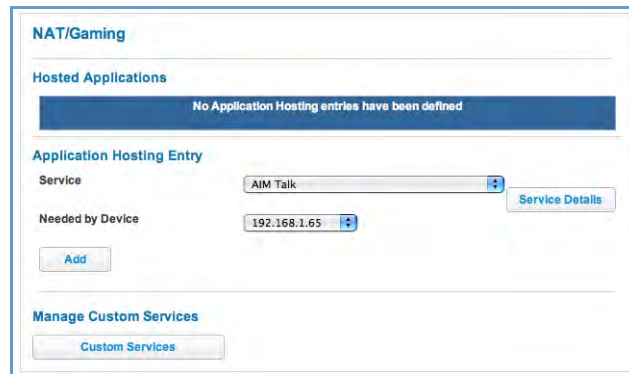 NAT/Gaming
Hosted Applications
No Application Hosting entries have been defined
Application Hosting Entry
Service
AIM Talk
Service Details
Needed by Device
192.168.1.65
Add
Manage Custom Services
Custom Services